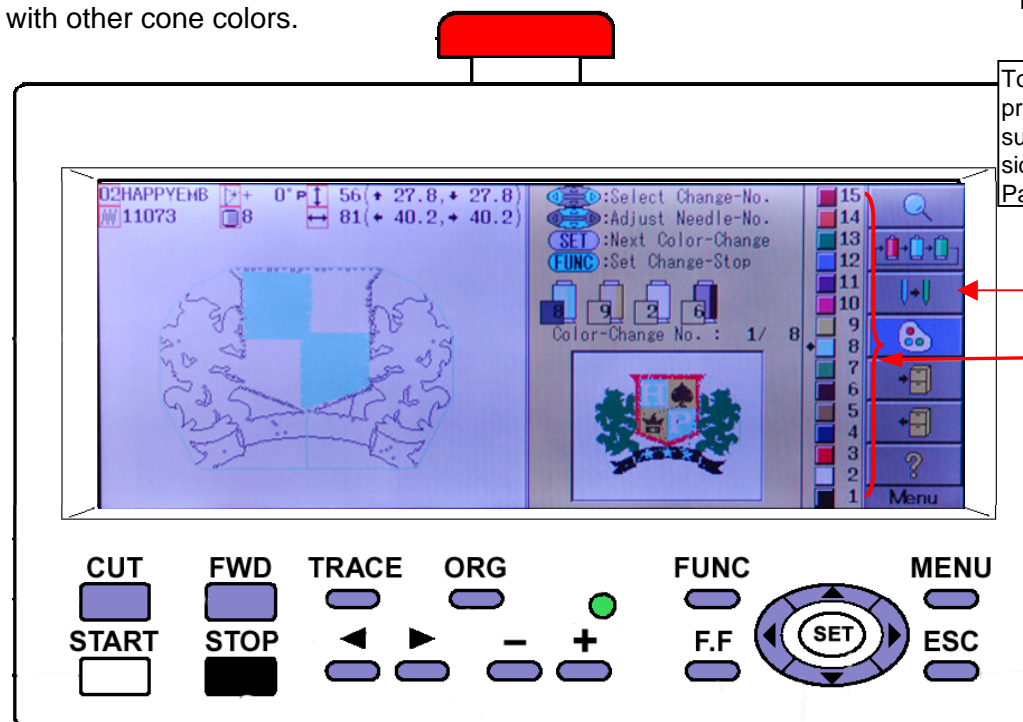 with other cone colors.
To
pr
su
sid
Pa
02HAPPYEMB + 0° P 56(↑ 27.8,↓ 27.8)
11073 8 81(← 40.2,→ 40.2)
:Select Change-No.
:Adjust Needle-No.
SET :Next Color-Change
FUNC :Set Change-Stop
8 9 2 6
Color-Change No. : 1/ 8
H
P
15
14
13
12
11
10
9
8
7
6
5
4
3
2
1
?
Menu
CUT FWD TRACE ORG FUNC MENU
START STOP – + F.F SET ESC